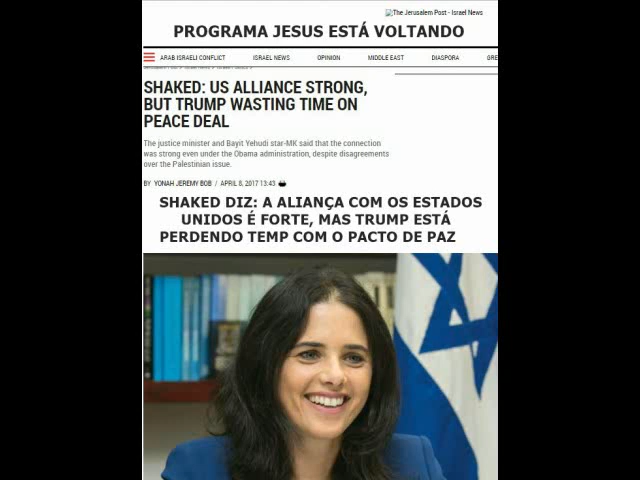 The Jerusalem Post - Israel News
PROGRAMA JESUS ESTÁ VOLTANDO
ARAB ISRAELI CONFLICT ISRAEL NEWS OPINION MIDDLE EAST DIASPORA GRE
SHAKED: US ALLIANCE STRONG,
BUT TRUMP WASTING TIME ON
PEACE DEAL
The justice minister and Bayit Yehudi star-MK said that the connection
was strong even under the Obama administration, despite disagreements
over the Palestinian issue.
BY YONAH JEREMY BOB / APRIL 8, 2017 13:43
SHAKED DIZ: A ALIANÇA COM OS ESTADOS
UNIDOS É FORTE, MAS TRUMP ESTÁ
PERDENDO TEMP COM O PACTO DE PAZ